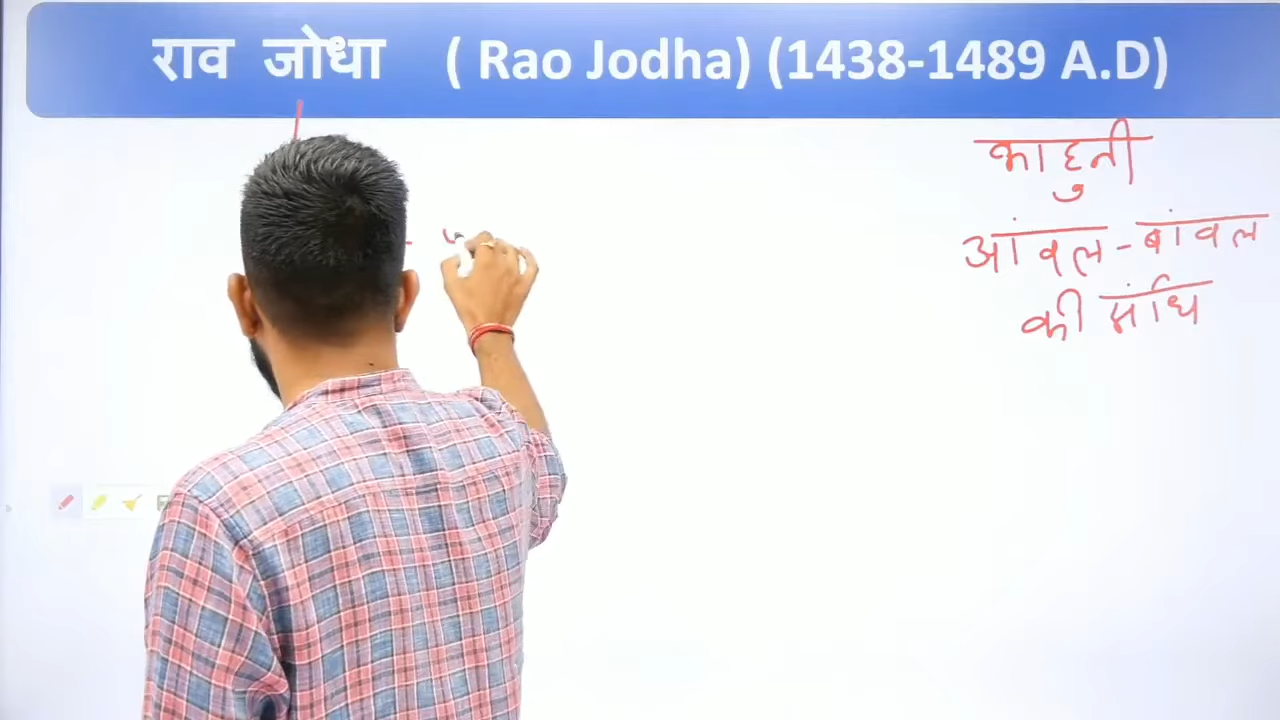 राव जोधा ( Rao Jodha) (1438-1489 A.D)
काहुनी
आंवल-बांवल
की संधि